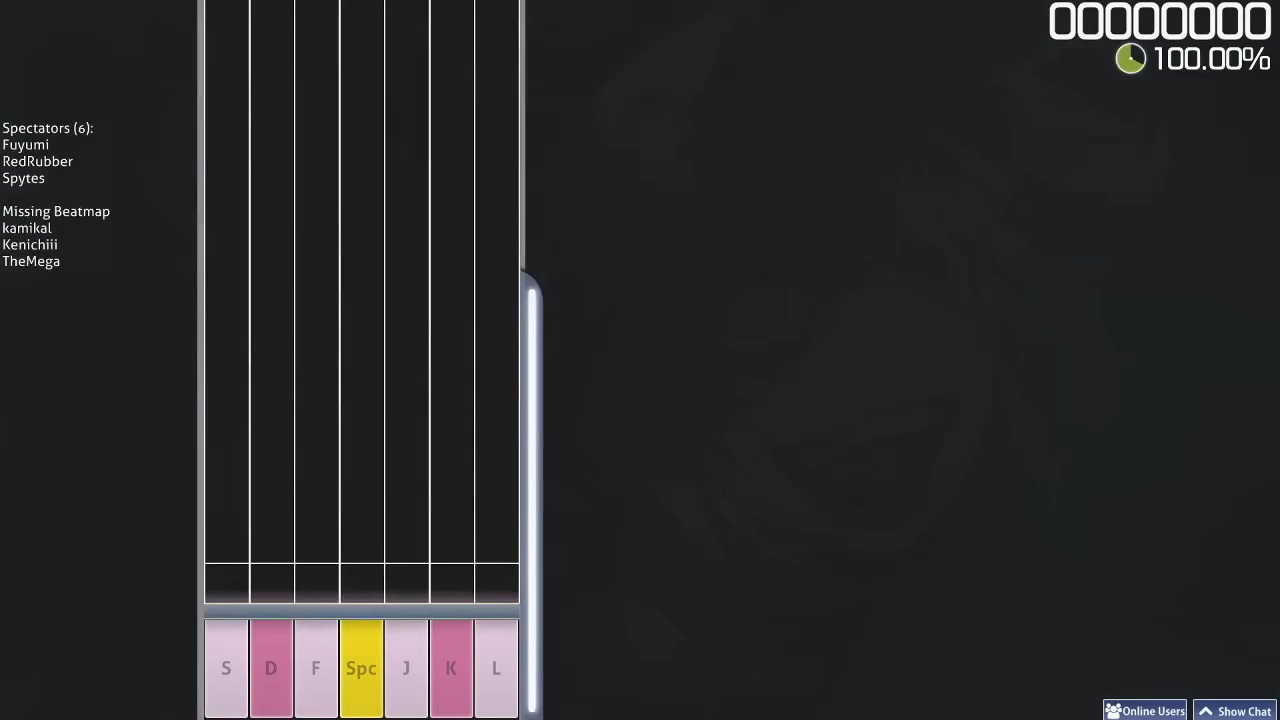 00000000
100.00%
Spectators (6):
Fuyumi
RedRubber
Spytes
Missing Beatmap
kamikal
Kenichiii
TheMega
S D F Spc J K L
Online Users
Show Chat